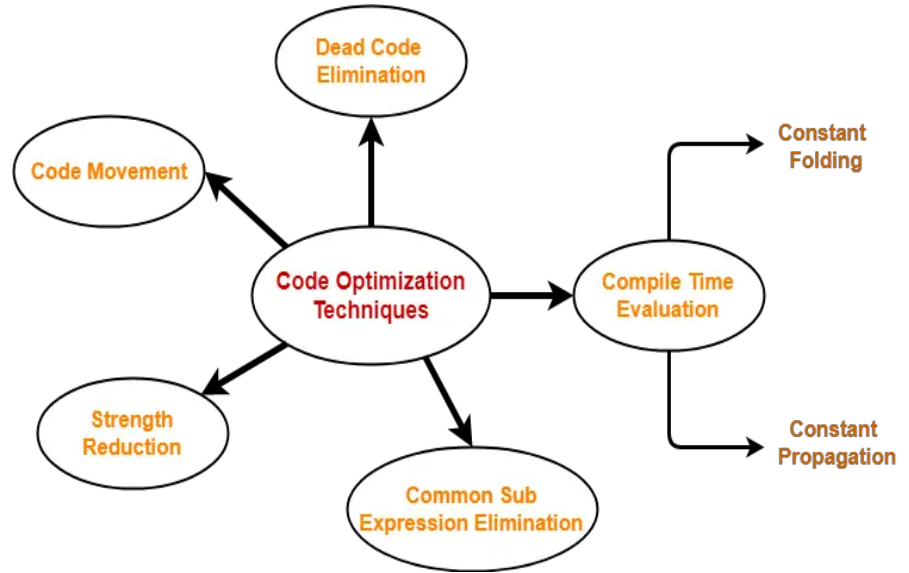 Dead Code
Elimination
Constant
Folding
Code Movement
Code Optimization
Techniques
Compile Time
Evaluation
Strength
Reduction
Constant
Propagation
Common Sub
Expression Elimination